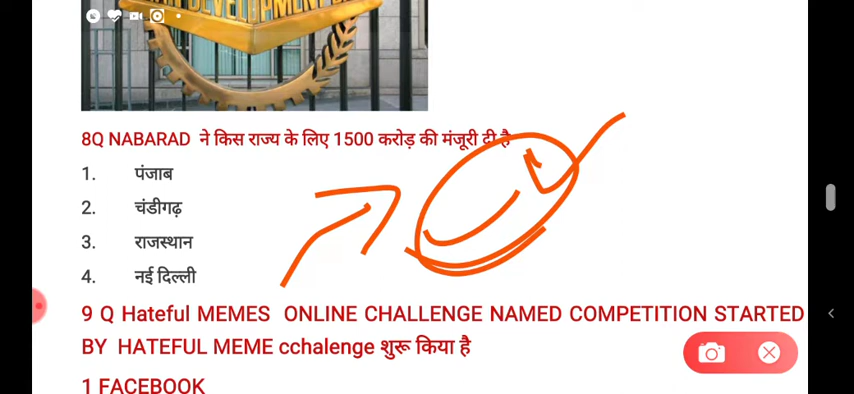 DEVELOPMENT
8Q NABARAD ने किस राज्य के लिए 1500 करोड़ की मंजूरी दी है
1. पंजाब
2. चंडीगढ़
3. राजस्थान
4. नई दिल्ली
9 Q Hateful MEMES ONLINE CHALLENGE NAMED COMPETITION STARTED
BY HATEFUL MEME cchalenge शुरू किया है
1 FACEBOOK